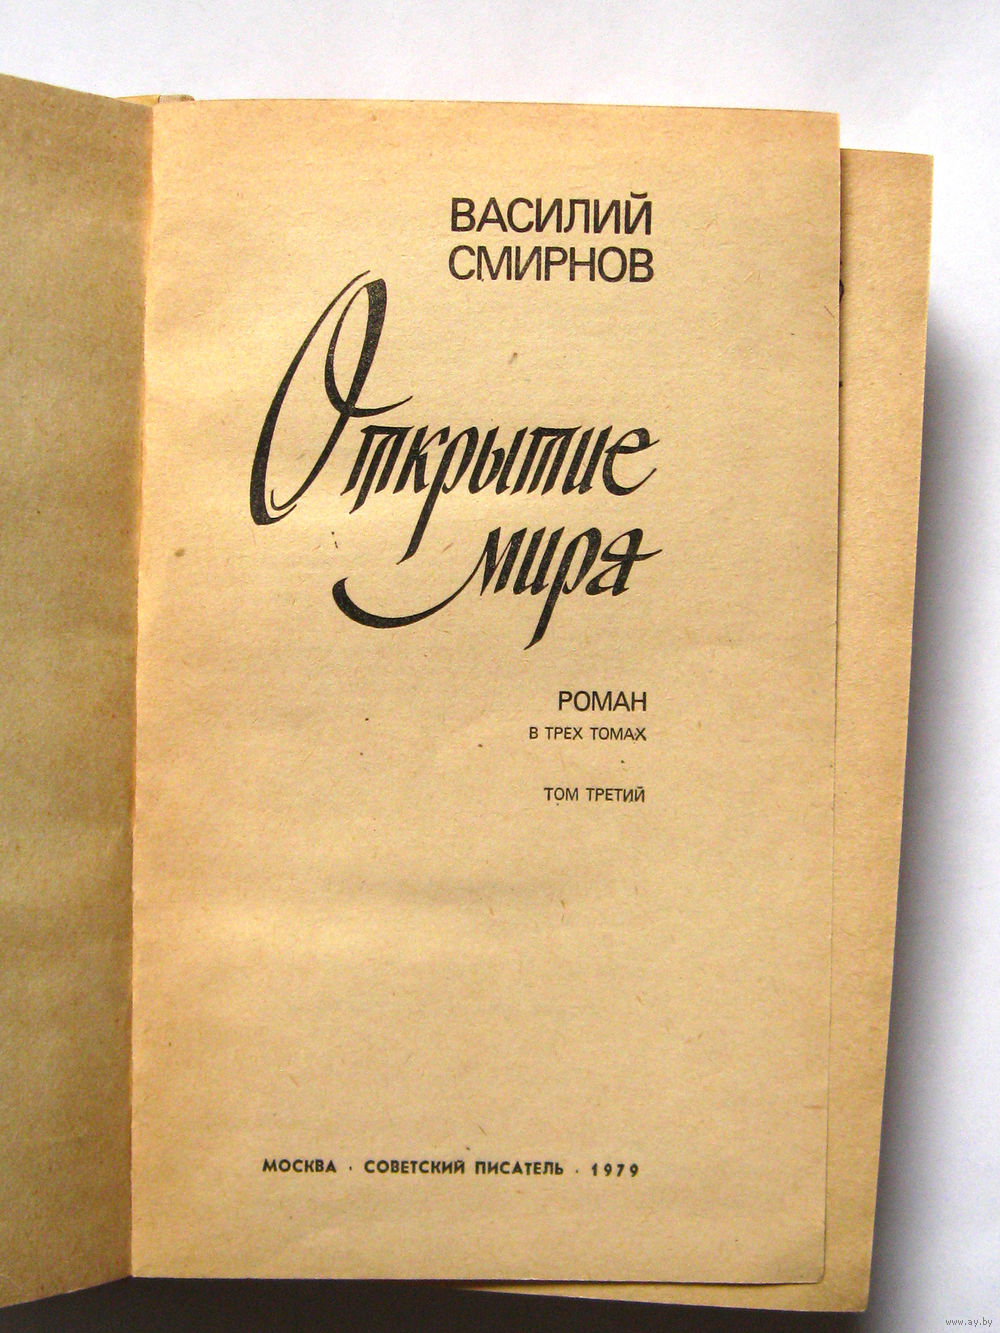 ВАСИЛИЙ
СМИРНОВ
Открытие
мира
РОМАН
В ТРЕХ ТОМАХ
ТОМ ТРЕТИЙ
МОСКВА · СОВЕТСКИЙ ПИСАТЕЛЬ · 1979
www.ay.by